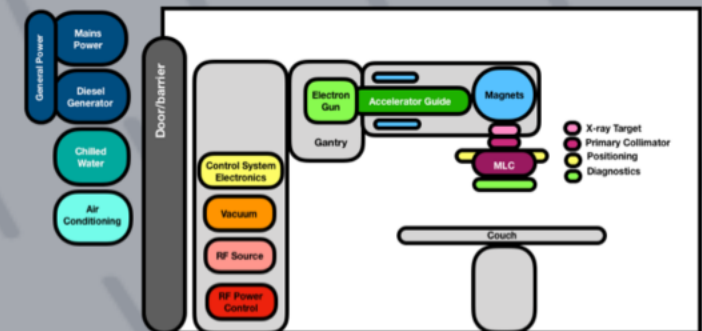 General Power
Mains
Power
Diesel
Generator
Chilled
Water
Air
Conditioning
Door/barrier
Control System
Electronics
Vacuum
RF Source
RF Power
Control
Electron
Gun
Gantry
Accelerator Guide
Magnets
MLC
X-ray Target
Primary Collimator
Positioning
Diagnostics
Couch